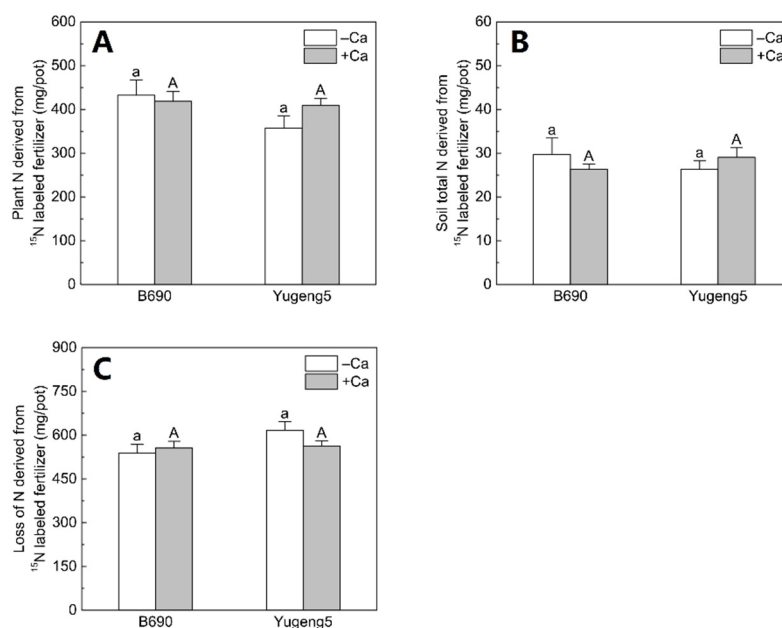 A
–Ca
+Ca
Plant N derived from
¹⁵N labeled fertilizer (mg/pot)
600
500
400
300
200
100
0
a
A
a
A
B690
Yugeng5
B
–Ca
+Ca
Soil total N derived from
¹⁵N labeled fertilizer (mg/pot)
60
50
40
30
20
10
0
a
A
a
A
B690
Yugeng5
C
–Ca
+Ca
Loss of N derived from
¹⁵N labeled fertilizer (mg/pot)
900
750
600
450
300
150
0
a
A
a
A
B690
Yugeng5